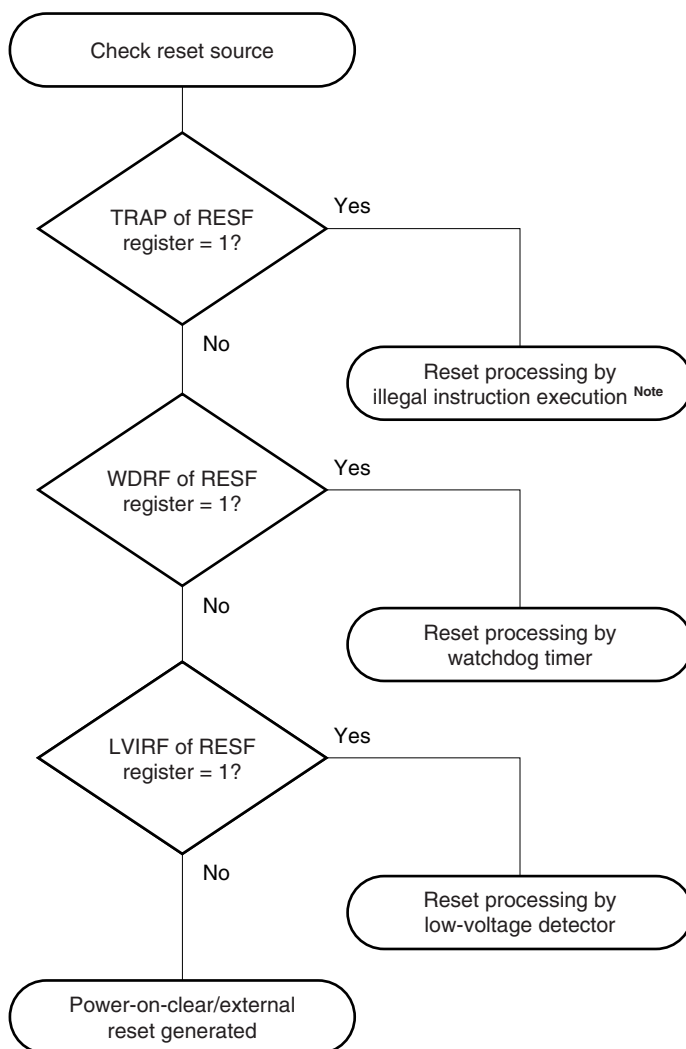 Check reset source
TRAP of RESF
register = 1?
Yes
No
Reset processing by
illegal instruction execution Note
WDRF of RESF
register = 1?
Yes
No
Reset processing by
watchdog timer
LVIRF of RESF
register = 1?
Yes
No
Reset processing by
low-voltage detector
Power-on-clear/external
reset generated